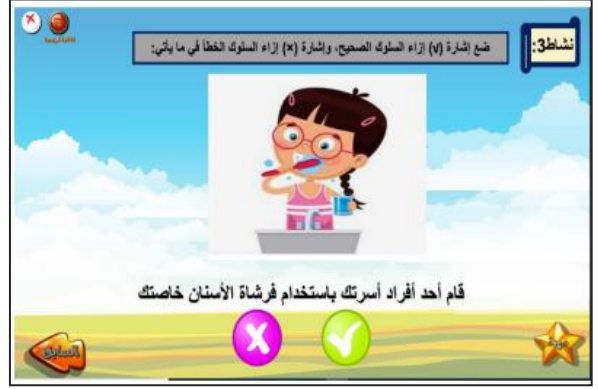 نشاط3:
ضع إشارة (√) إزاء السلوك الصحيح، وإشارة (×) إزاء السلوك الخطأ في ما يأتي:
قام أحد أفراد أسرتك باستخدام فرشاة الأسنان خاصتك
السابق